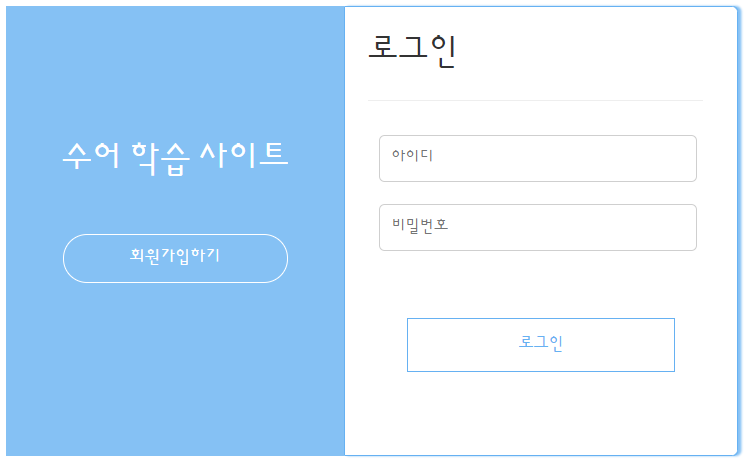 수어 학습 사이트
회원가입하기
로그인
아이디
비밀번호
로그인